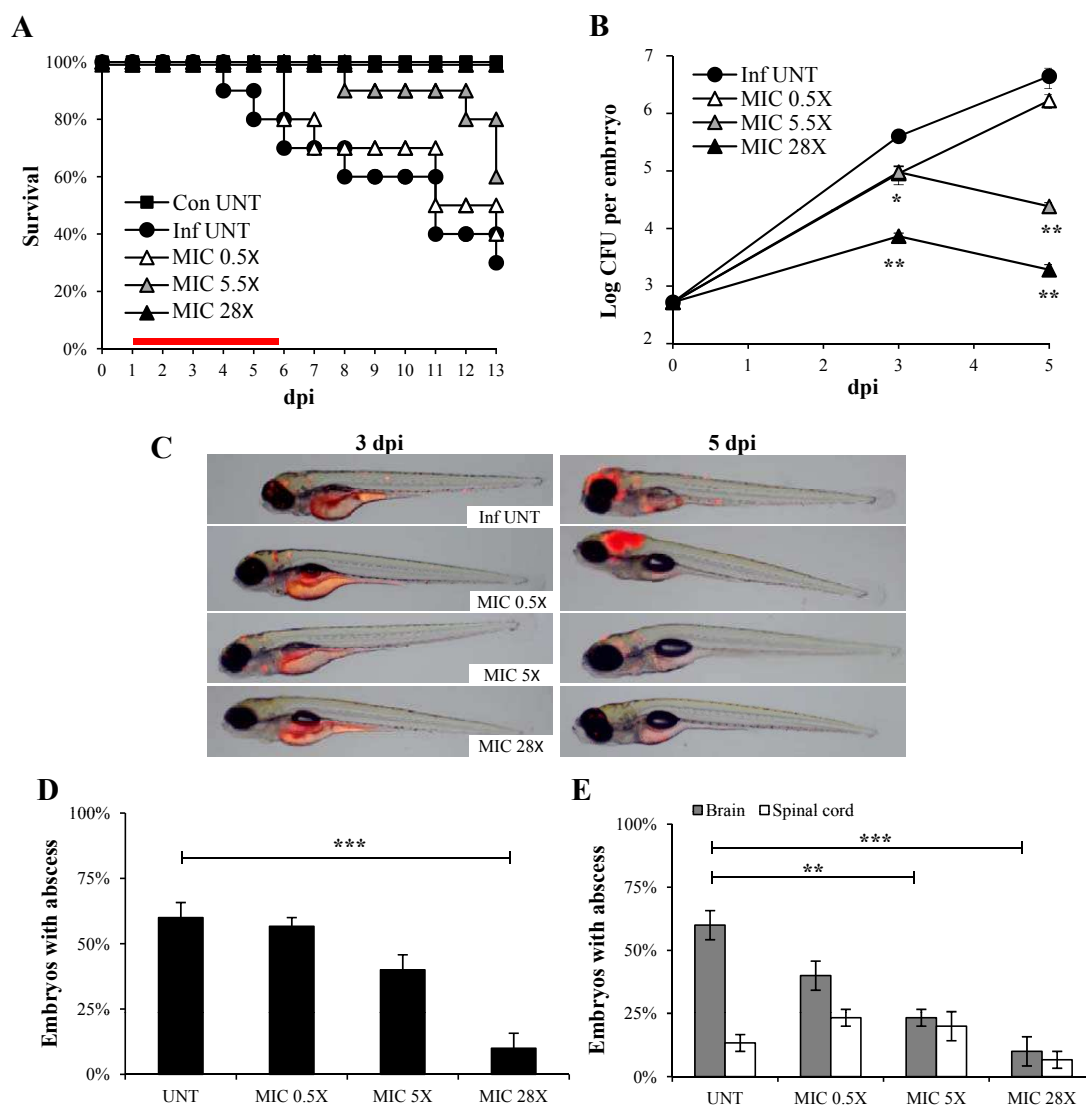 A
100%
80%
60%
40%
20%
0%
Survival
Con UNT
Inf UNT
MIC 0.5X
MIC 5.5X
MIC 28X
0 1 2 3 4 5 6 7 8 9 10 11 12 13
dpi
B
7
6
5
4
3
2
Log CFU per embrryo
Inf UNT
MIC 0.5X
MIC 5.5X
MIC 28X
*
**
**
**
0 1 2 3 4 5
dpi
C
3 dpi 5 dpi
Inf UNT
MIC 0.5X
MIC 5X
MIC 28X
D
100%
75%
50%
25%
0%
Embryos with abscess
***
UNT MIC 0.5X MIC 5X MIC 28X
E
Brain Spinal cord
100%
75%
50%
25%
0%
Embryos with abscess
***
**
UNT MIC 0.5X MIC 5X MIC 28X